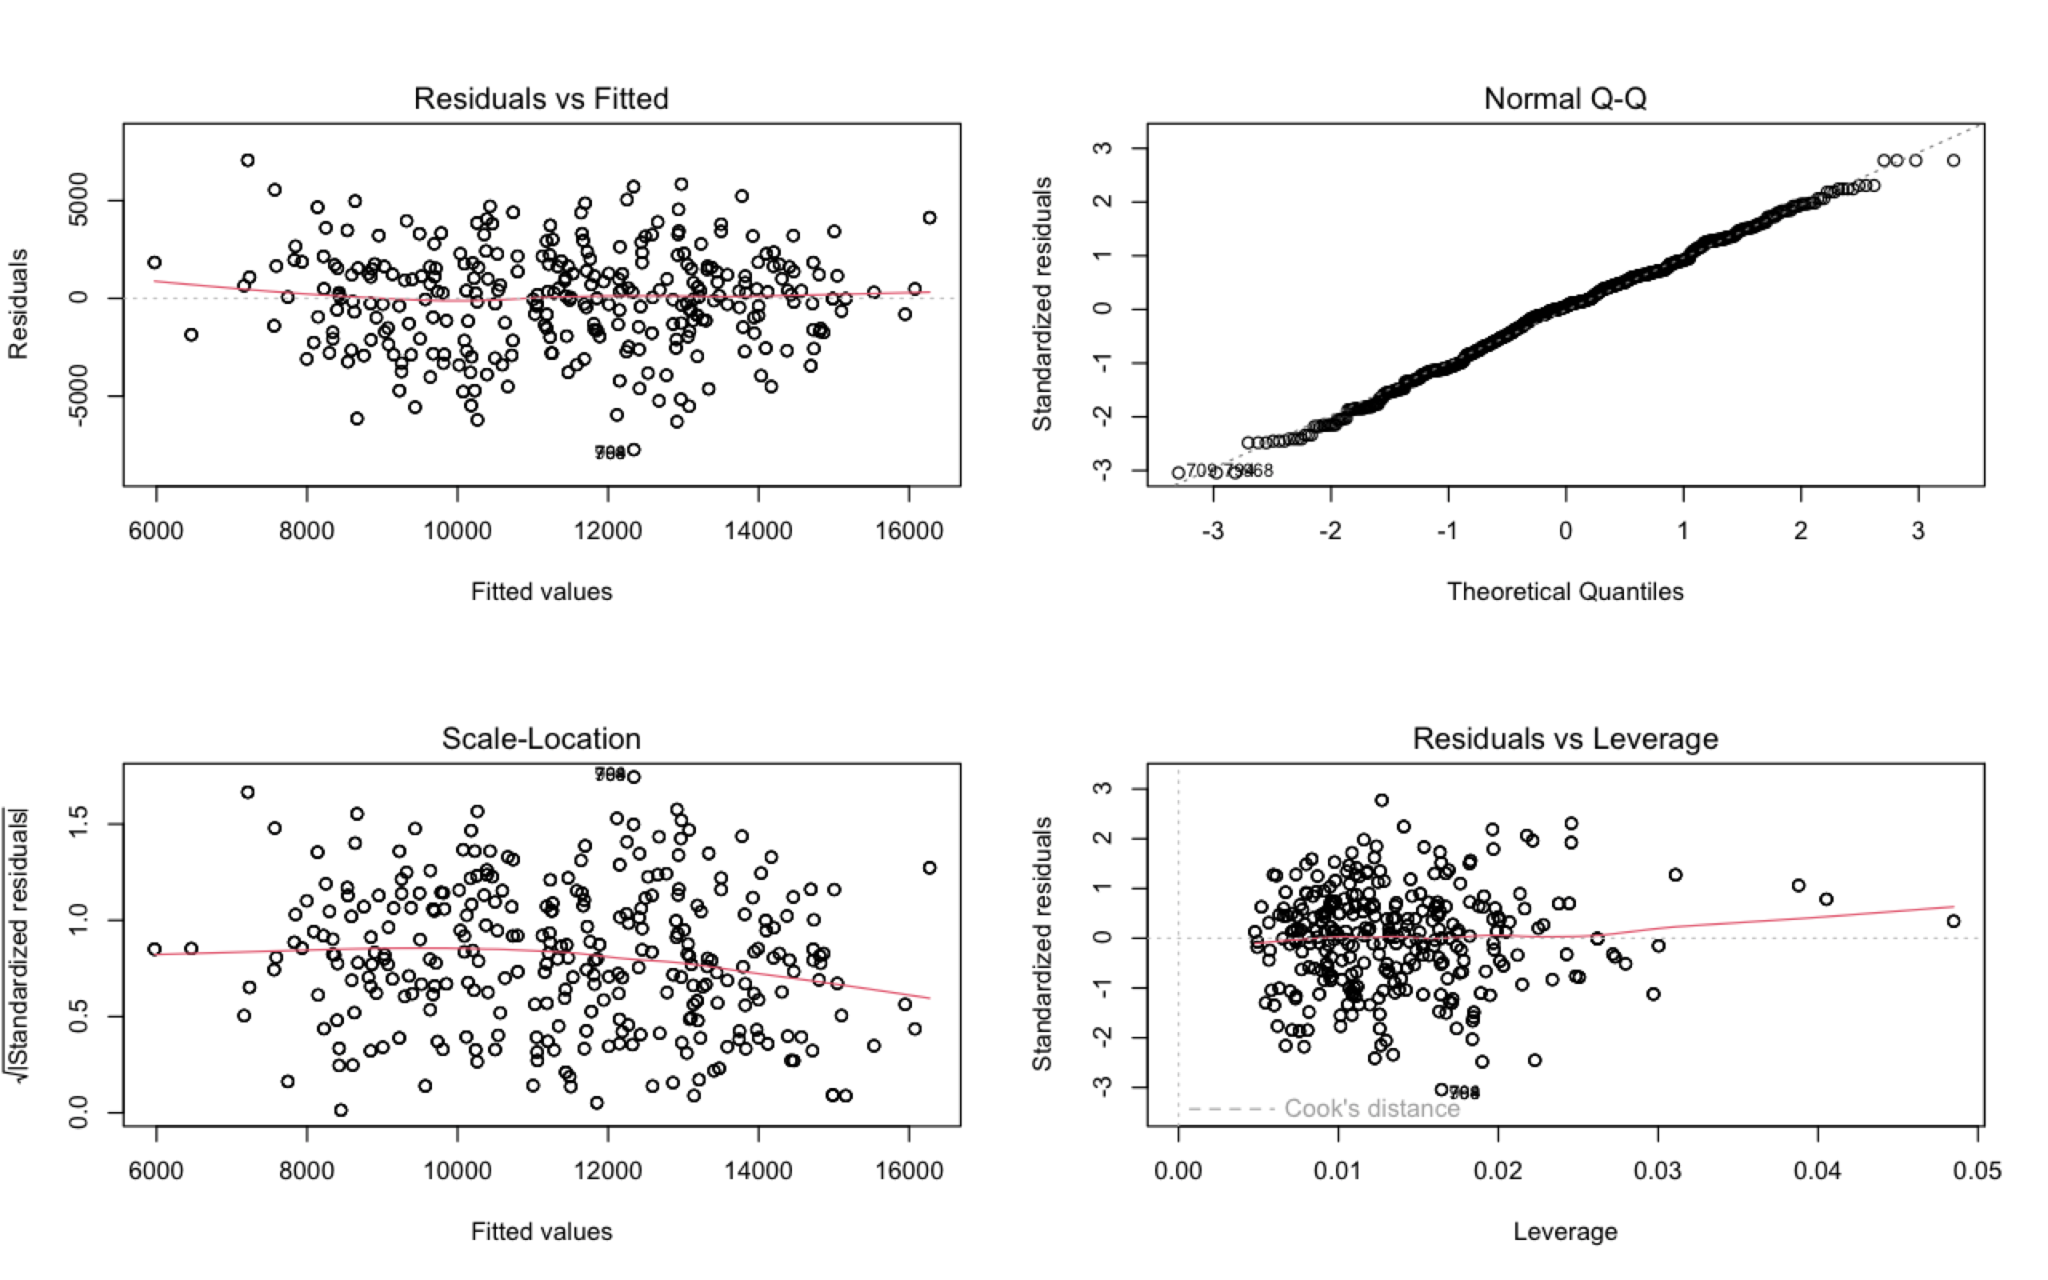 Residuals vs Fitted
Residuals
5000
0
-5000
6000 8000 10000 12000 14000 16000
Fitted values
Normal Q-Q
Standardized residuals
3
2
1
0
-1
-2
-3
709
-3 -2 -1 0 1 2 3
Theoretical Quantiles
Scale-Location
√|Standardized residuals|
1.5
1.0
0.5
0.0
6000 8000 10000 12000 14000 16000
Fitted values
Residuals vs Leverage
Standardized residuals
3
2
1
0
-1
-2
-3
Cook's distance
0.00 0.01 0.02 0.03 0.04 0.05
Leverage